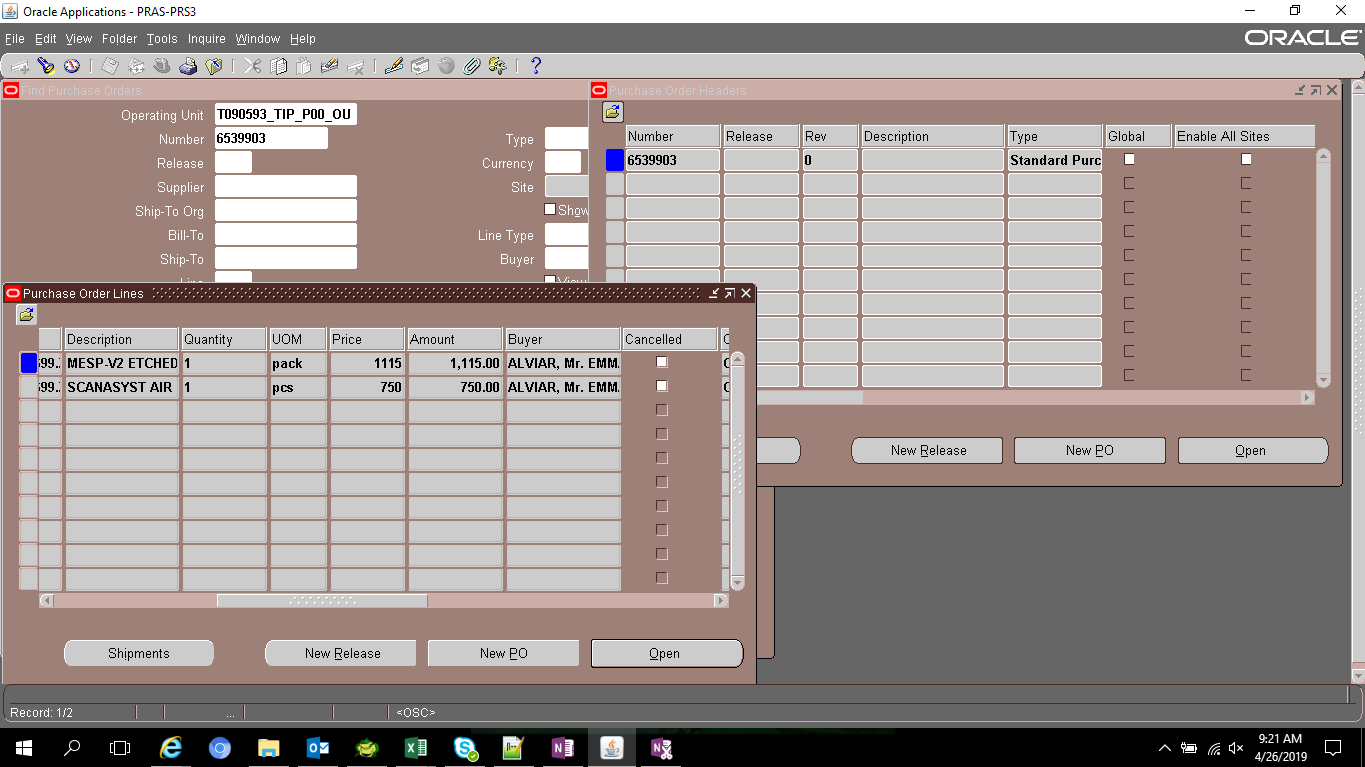 Oracle Applications - PRAS-PRS3
File Edit View Folder Tools Inquire Window Help
ORACLE
Find Purchase Orders
Operating Unit T090593_TIP_P00_OU
Number 6539903
Type
Release
Currency
Supplier
Site
Ship-To Org
Show
Bill-To
Line Type
Ship-To
Buyer
Line
View
Purchase Order Headers
Number Release Rev Description Type Global Enable All Sites
6539903 0 Standard Purc
New Release New PO Open
Purchase Order Lines
Description Quantity UOM Price Amount Buyer Cancelled C
399.. MESP-V2 ETCHED 1 pack 1115 1,115.00 ALVIAR, Mr. EMM.
399.. SCANASYST AIR 1 pcs 750 750.00 ALVIAR, Mr. EMM.
Shipments New Release New PO Open
Record: 1/2 ... <OSC>
9:21 AM
4/26/2019